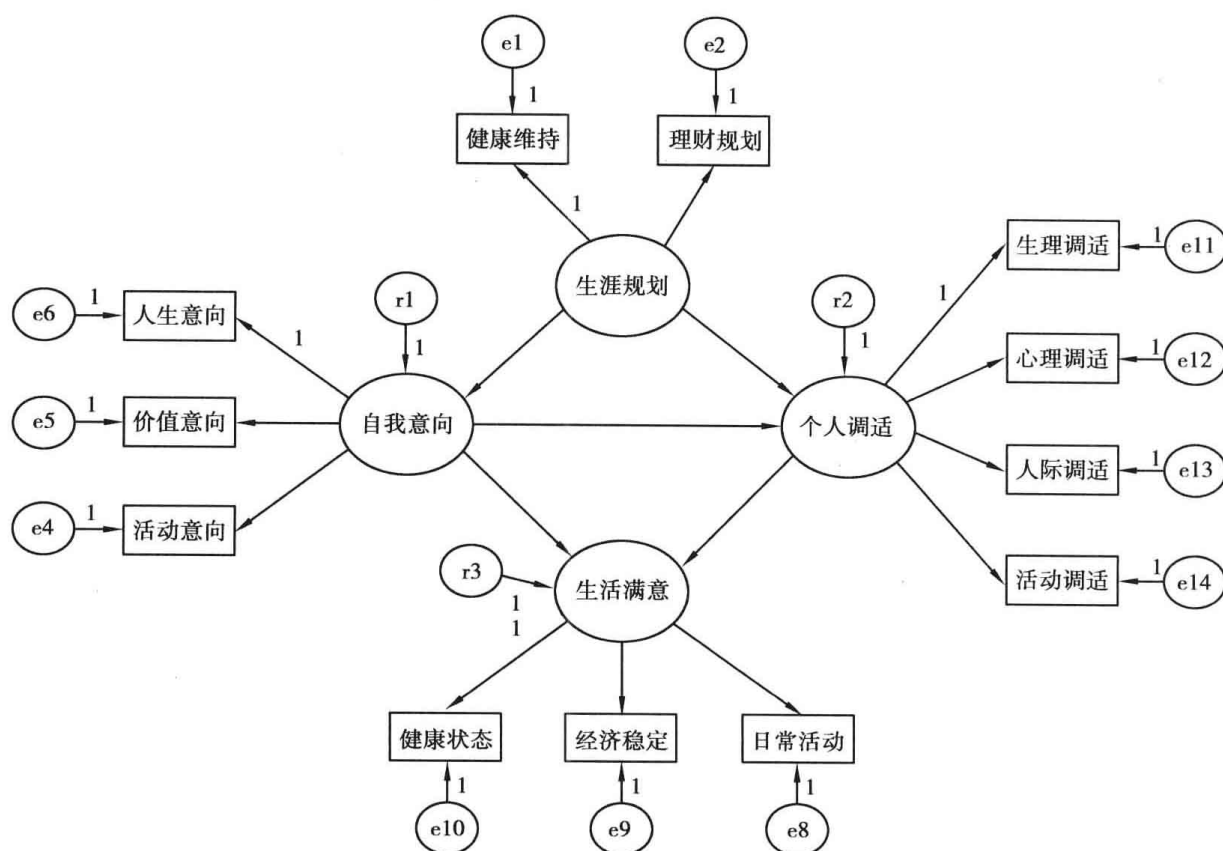 e1
e2
1
1
健康维持
理财规划
1
生涯规划
生理调适
1
e11
1
e6
1
人生意向
1
r1
1
r2
1
心理调适
1
e12
e5
1
价值意向
自我意向
个人调适
人际调适
1
e13
e4
1
活动意向
r3
1
生活满意
1
活动调适
1
e14
健康状态
经济稳定
日常活动
1
1
1
e10
e9
e8